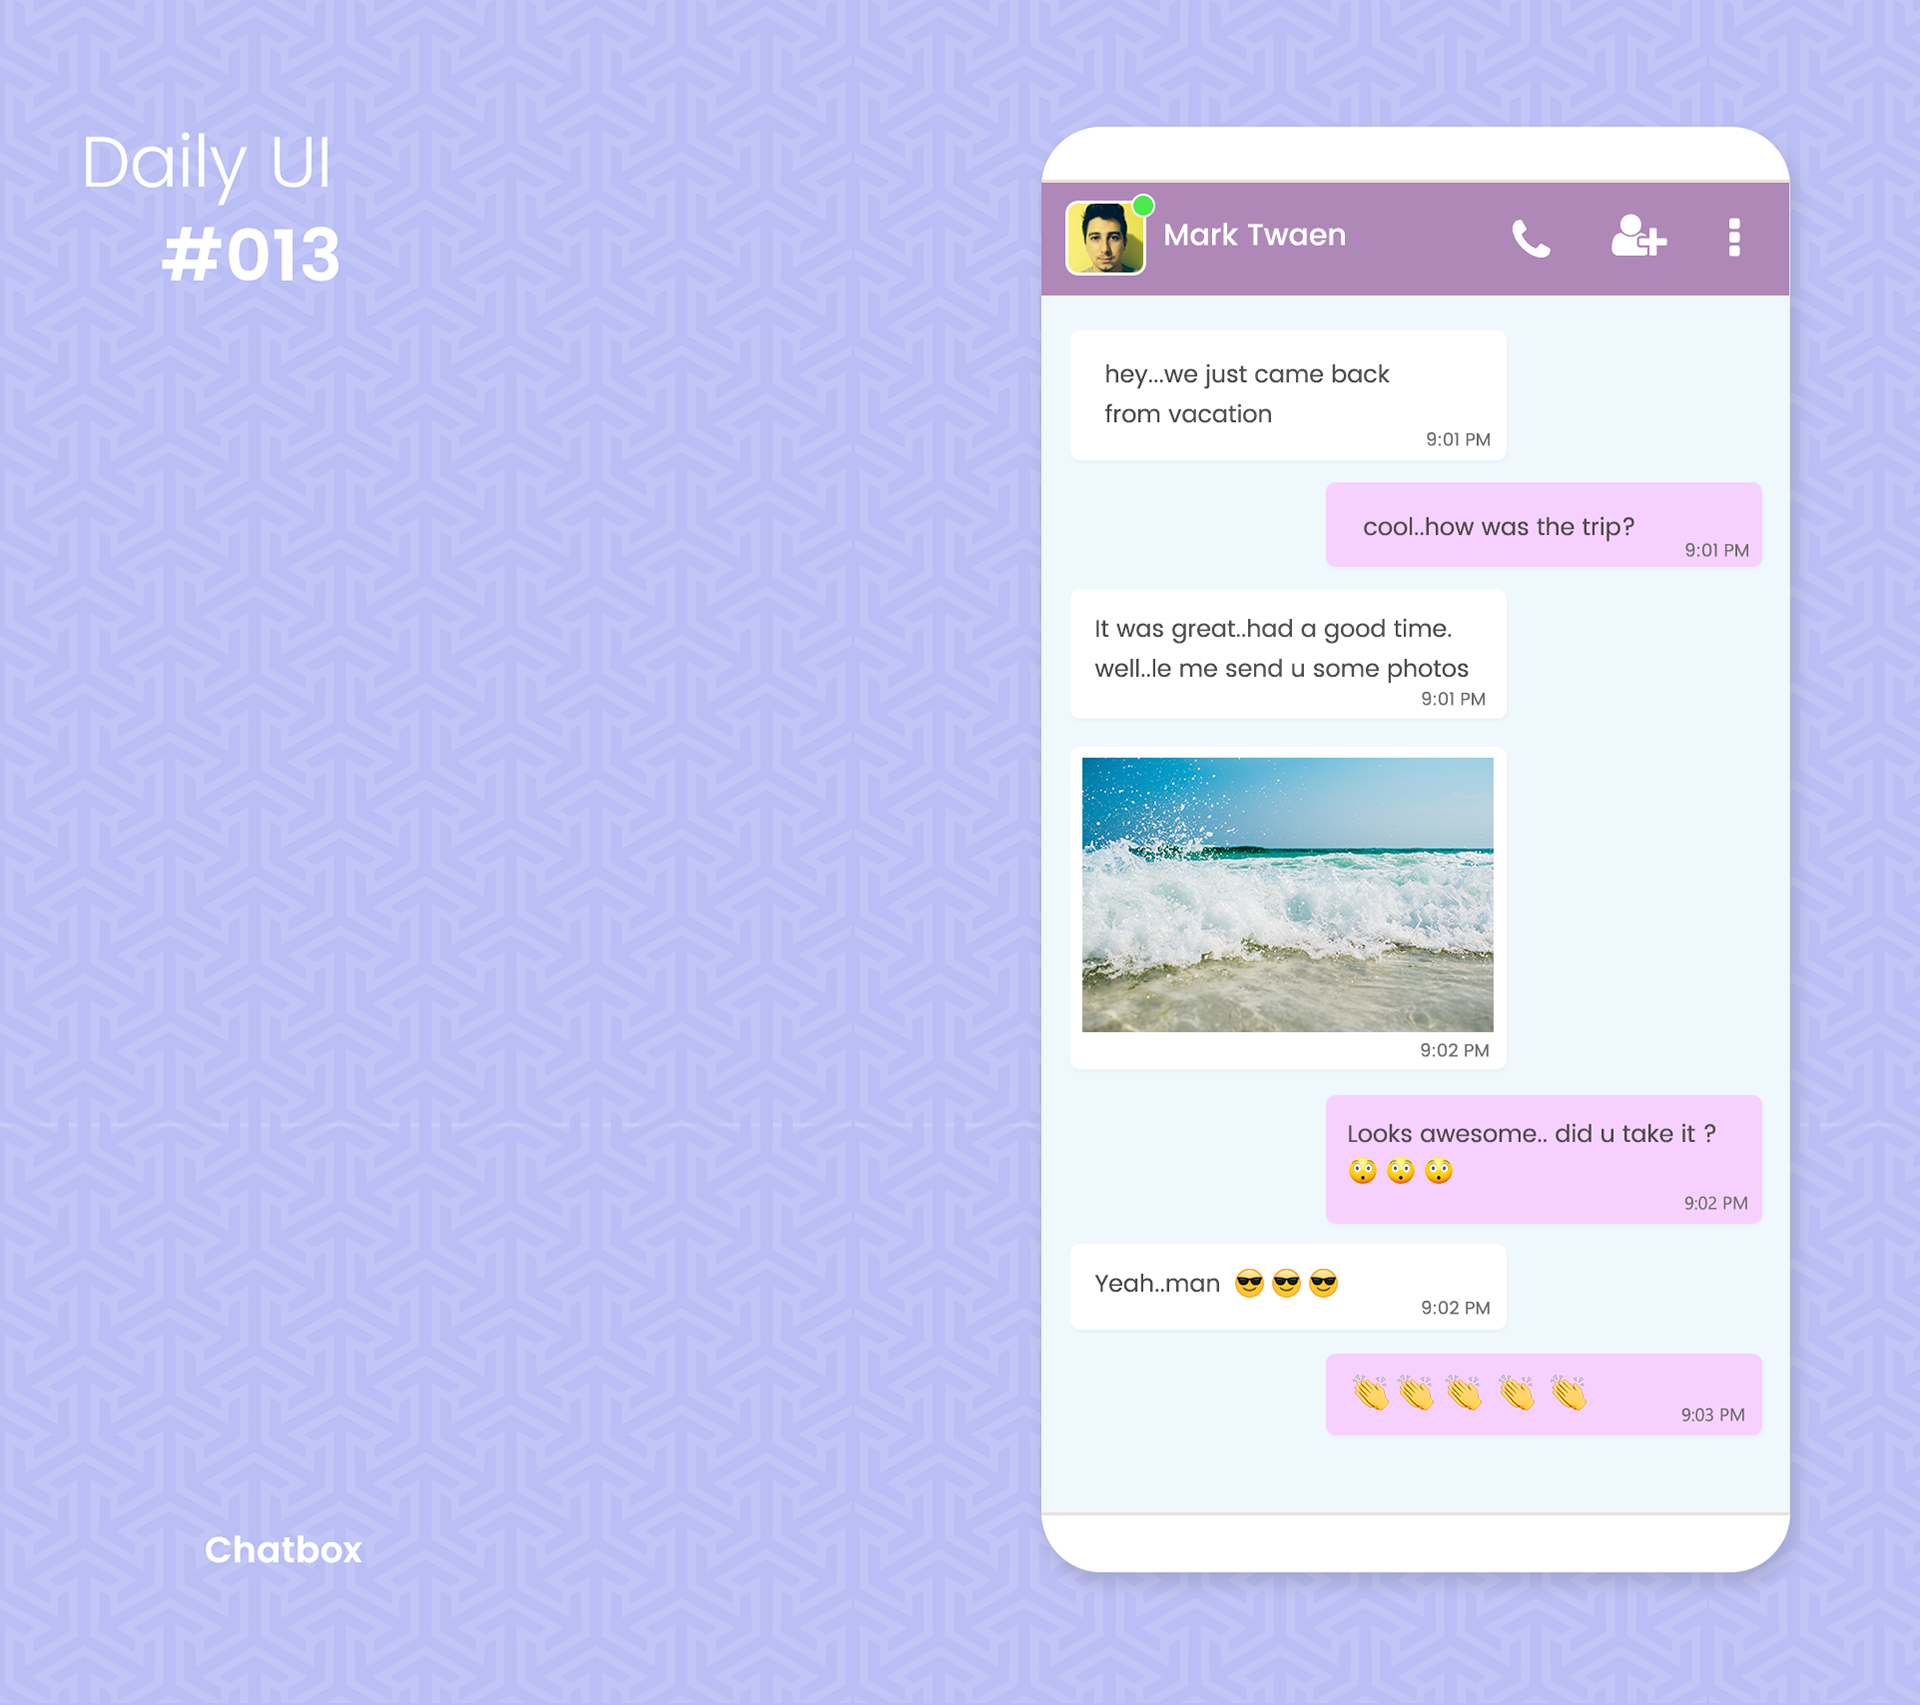 Daily UI
#013
Mark Twaen
hey...we just came back
from vacation
9:01 PM
cool..how was the trip?
9:01 PM
It was great..had a good time.
well..le me send u some photos
9:01 PM
9:02 PM
Looks awesome.. did u take it ?
😳 😳 😳
9:02 PM
Yeah..man 😎 😎 😎
9:02 PM
👏 👏 👏 👏 👏
9:03 PM
Chatbox